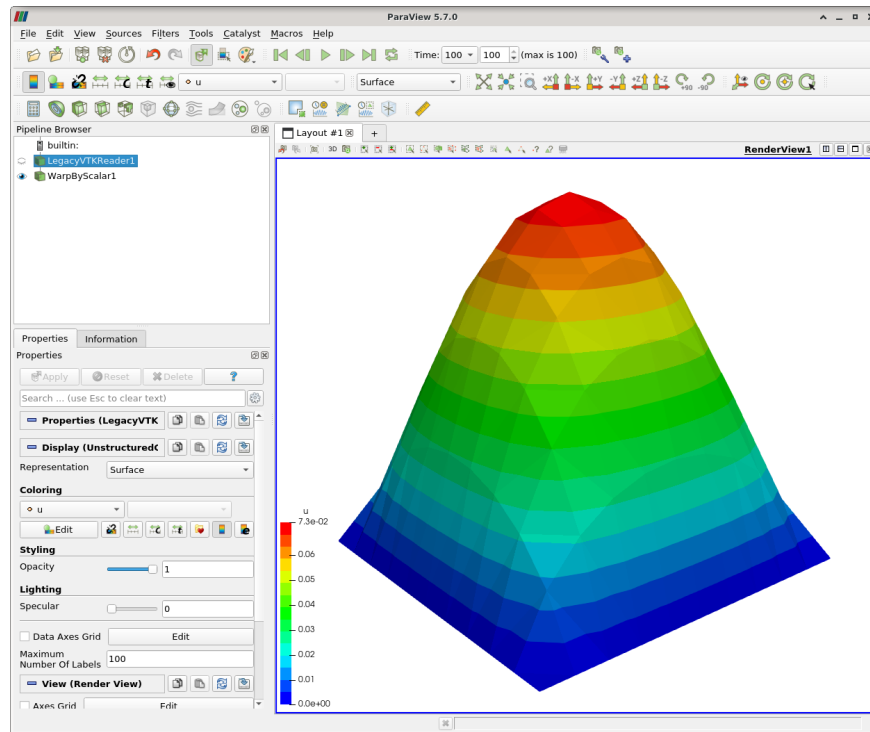 ParaView 5.7.0
File Edit View Sources Filters Tools Catalyst Macros Help
Time: 100 100 (max is 100)
u Surface +X -X +Y -Y +Z -Z +90 -90
Pipeline Browser
Layout #1 +
builtin:
3D RenderView1
LegacyVTKReader1
WarpByScalar1
Properties Information
Properties
Apply Reset Delete ?
Search ... (use Esc to clear text)
Properties (LegacyVTK
Display (Unstructured
Representation Surface
Coloring
u
Edit
Styling
Opacity 1
Lighting
Specular 0
Data Axes Grid Edit
Maximum
Number Of Labels 100
View (Render View)
Axes Grid Edit
u
7.3e-02
0.06
0.05
0.04
0.03
0.02
0.01
0.0e+00